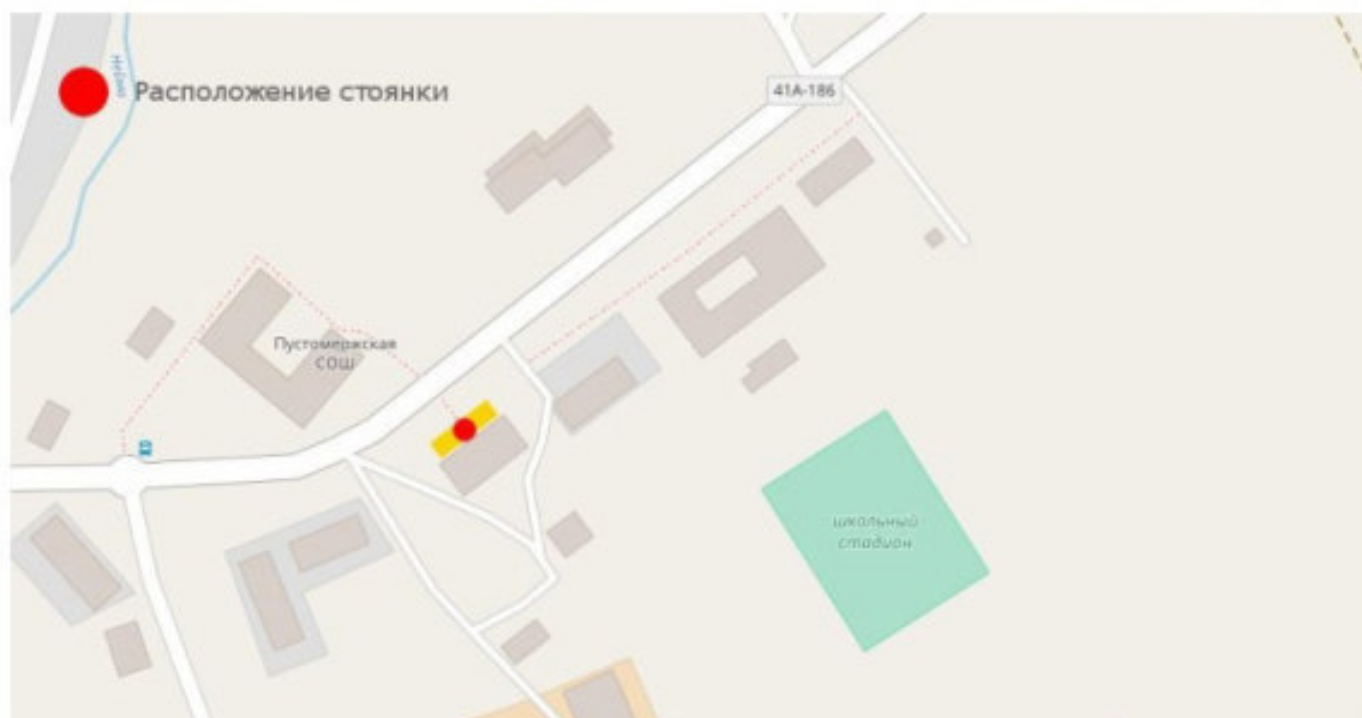 Расположение стоянки
41А-186
Пустомержская
СОШ
школьный
стадион